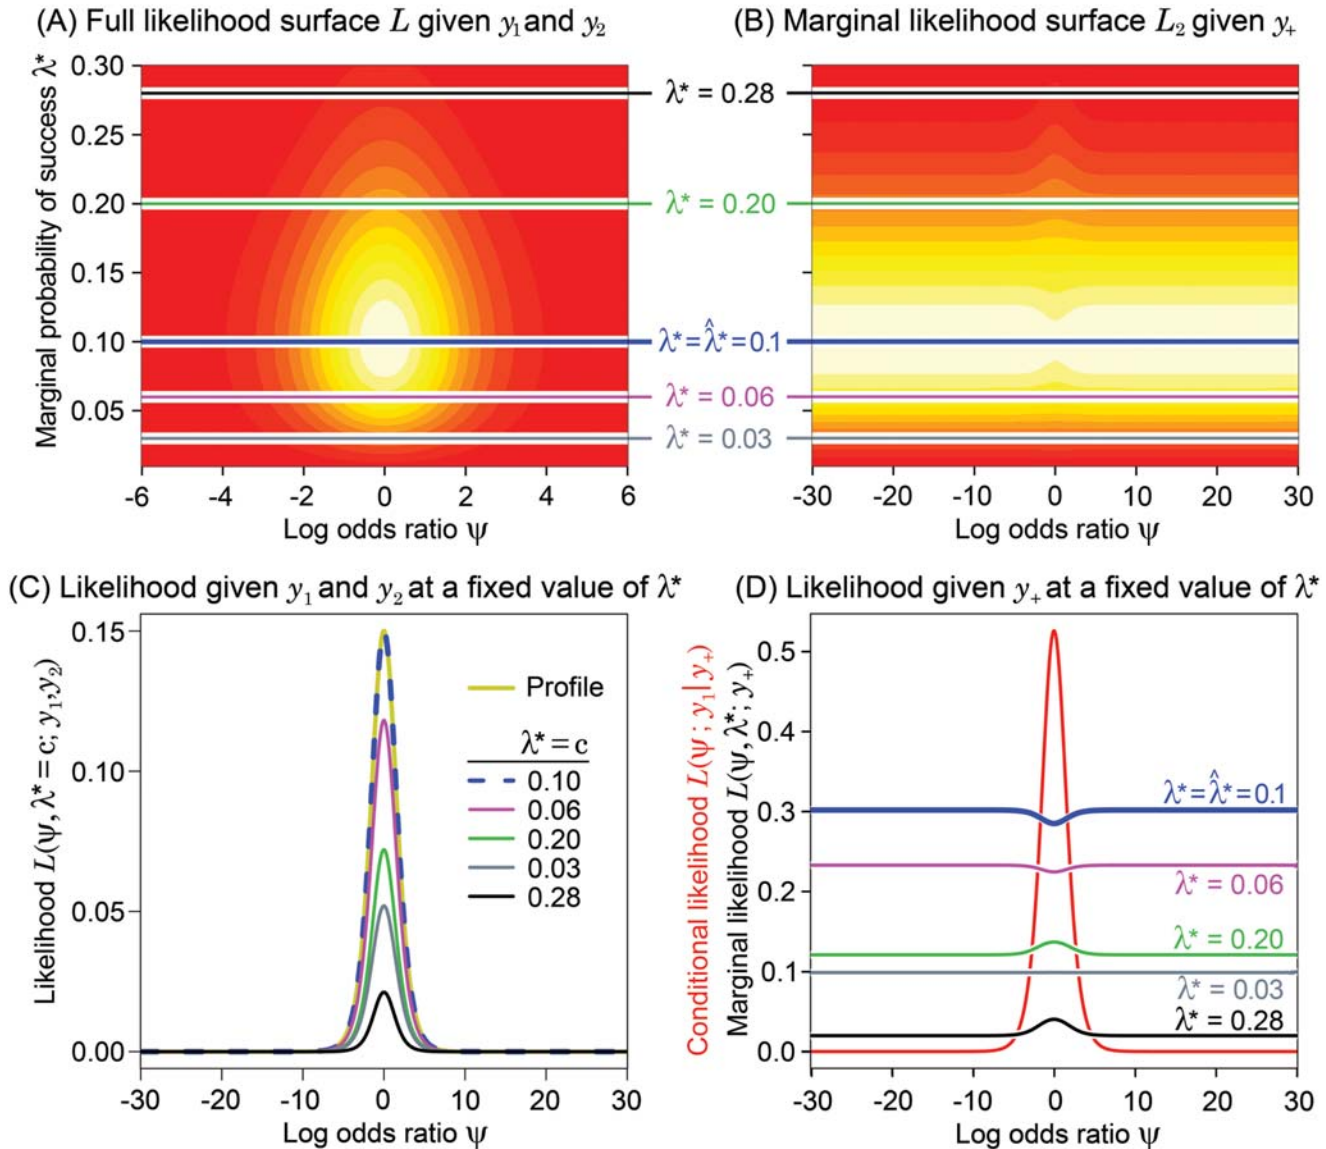 (A) Full likelihood surface L given y₁ and y₂
(B) Marginal likelihood surface L₂ given y₊
Marginal probability of success λ*
0.30
0.25
0.20
0.15
0.10
0.05
λ* = 0.28
λ* = 0.20
λ* = λ̂* = 0.1
λ* = 0.06
λ* = 0.03
-6 -4 -2 0 2 4 6
Log odds ratio ψ
-30 -20 -10 0 10 20 30
Log odds ratio ψ
(C) Likelihood given y₁ and y₂ at a fixed value of λ*
Likelihood L(ψ, λ* = c; y₁,y₂)
0.15
0.10
0.05
0.00
Profile
λ* = c
0.10
0.06
0.20
0.03
0.28
-30 -20 -10 0 10 20 30
Log odds ratio ψ
(D) Likelihood given y₊ at a fixed value of λ*
Conditional likelihood L(ψ; y₁| y₊)
Marginal likelihood L(ψ, λ*; y₊)
0.5
0.4
0.3
0.2
0.1
0.0
λ* = λ̂* = 0.1
λ* = 0.06
λ* = 0.20
λ* = 0.03
λ* = 0.28
-30 -20 -10 0 10 20 30
Log odds ratio ψ